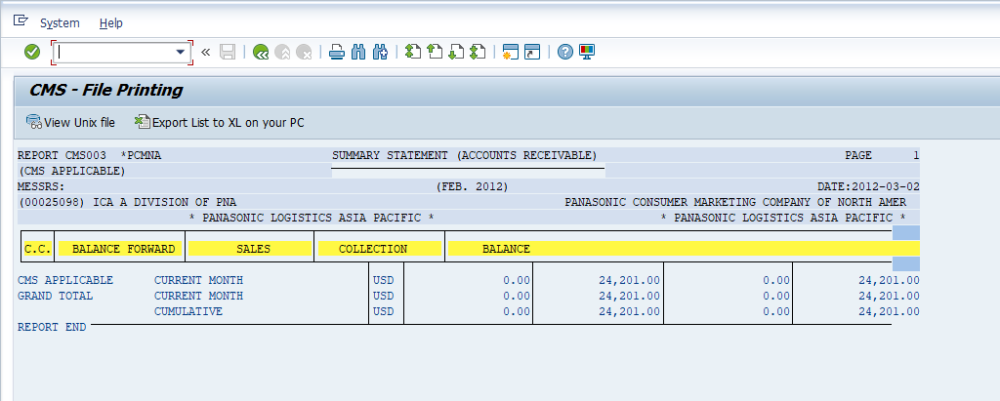 System Help
CMS - File Printing
View Unix file Export List to XL on your PC
REPORT CMS003 *PCMNA SUMMARY STATEMENT (ACCOUNTS RECEIVABLE) PAGE 1
(CMS APPLICABLE)
MESSRS: (FEB. 2012) DATE:2012-03-02
(00025098) ICA A DIVISION OF PNA PANASONIC CONSUMER MARKETING COMPANY OF NORTH AMER
* PANASONIC LOGISTICS ASIA PACIFIC * * PANASONIC LOGISTICS ASIA PACIFIC *
C.C. BALANCE FORWARD SALES COLLECTION BALANCE
CMS APPLICABLE CURRENT MONTH USD 0.00 24,201.00 0.00 24,201.00
GRAND TOTAL CURRENT MONTH USD 0.00 24,201.00 0.00 24,201.00
CUMULATIVE USD 0.00 24,201.00 0.00 24,201.00
REPORT END